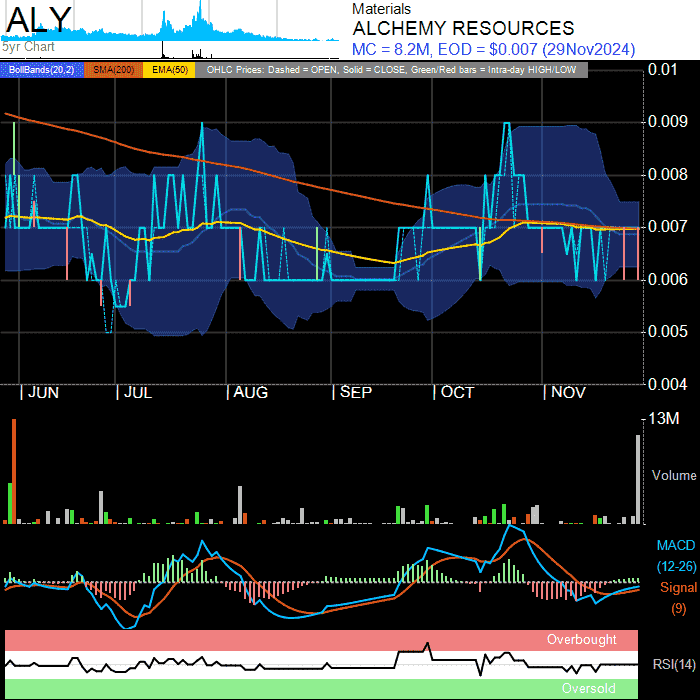 ALY
5yr Chart
Materials
ALCHEMY RESOURCES
MC = 8.2M, EOD = $0.007 (29Nov2024)
BollBands(20,2) SMA(200) EMA(50) OHLC Prices: Dashed = OPEN, Solid = CLOSE, Green/Red bars = Intra-day HIGH/LOW
0.01
0.009
0.008
0.007
0.006
0.005
0.004
| JUN | JUL | AUG | SEP | OCT | NOV
13M
Volume
MACD
(12-26)
Signal
(9)
Overbought
RSI(14)
Oversold